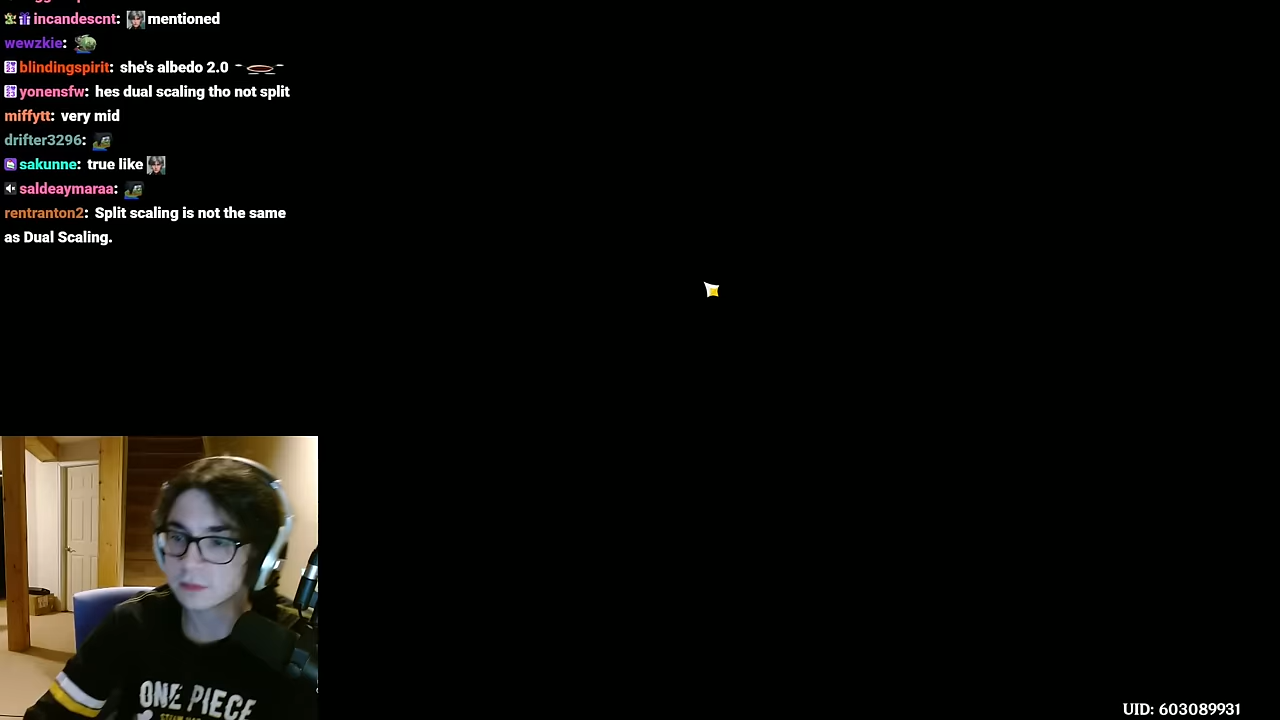 incandescnt: mentioned
wewzkie:
blindingspirit: she's albedo 2.0
yonensfw: hes dual scaling tho not split
miffytt: very mid
drifter3296:
sakunne: true like
saldeaymaraa:
rentranton2: Split scaling is not the same
as Dual Scaling.
ONE PIECE
UID: 603089931